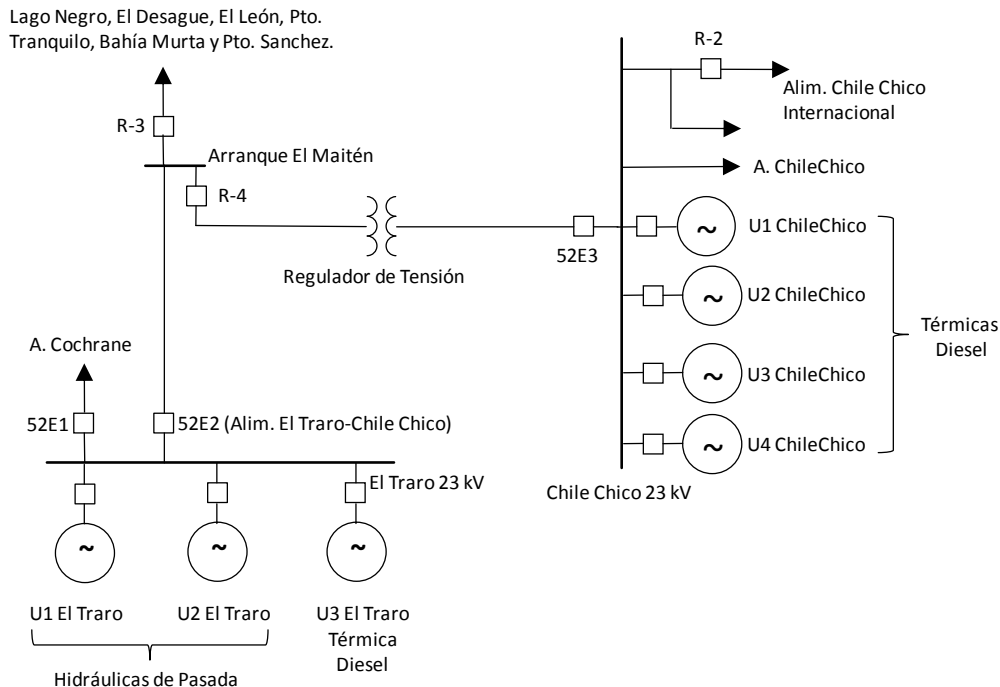 Lago Negro, El Desague, El León, Pto.
Tranquilo, Bahía Murta y Pto. Sanchez.
R-3
Arranque El Maitén
R-4
Regulador de Tensión
52E3
R-2
Alim. Chile Chico
Internacional
A. ChileChico
U1 ChileChico
U2 ChileChico
U3 ChileChico
U4 ChileChico
Térmicas
Diesel
Chile Chico 23 kV
A. Cochrane
52E1
52E2 (Alim. El Traro-Chile Chico)
El Traro 23 kV
~
~
~
~
~
~
~
U1 El Traro
U2 El Traro
U3 El Traro
Térmica
Diesel
Hidráulicas de Pasada